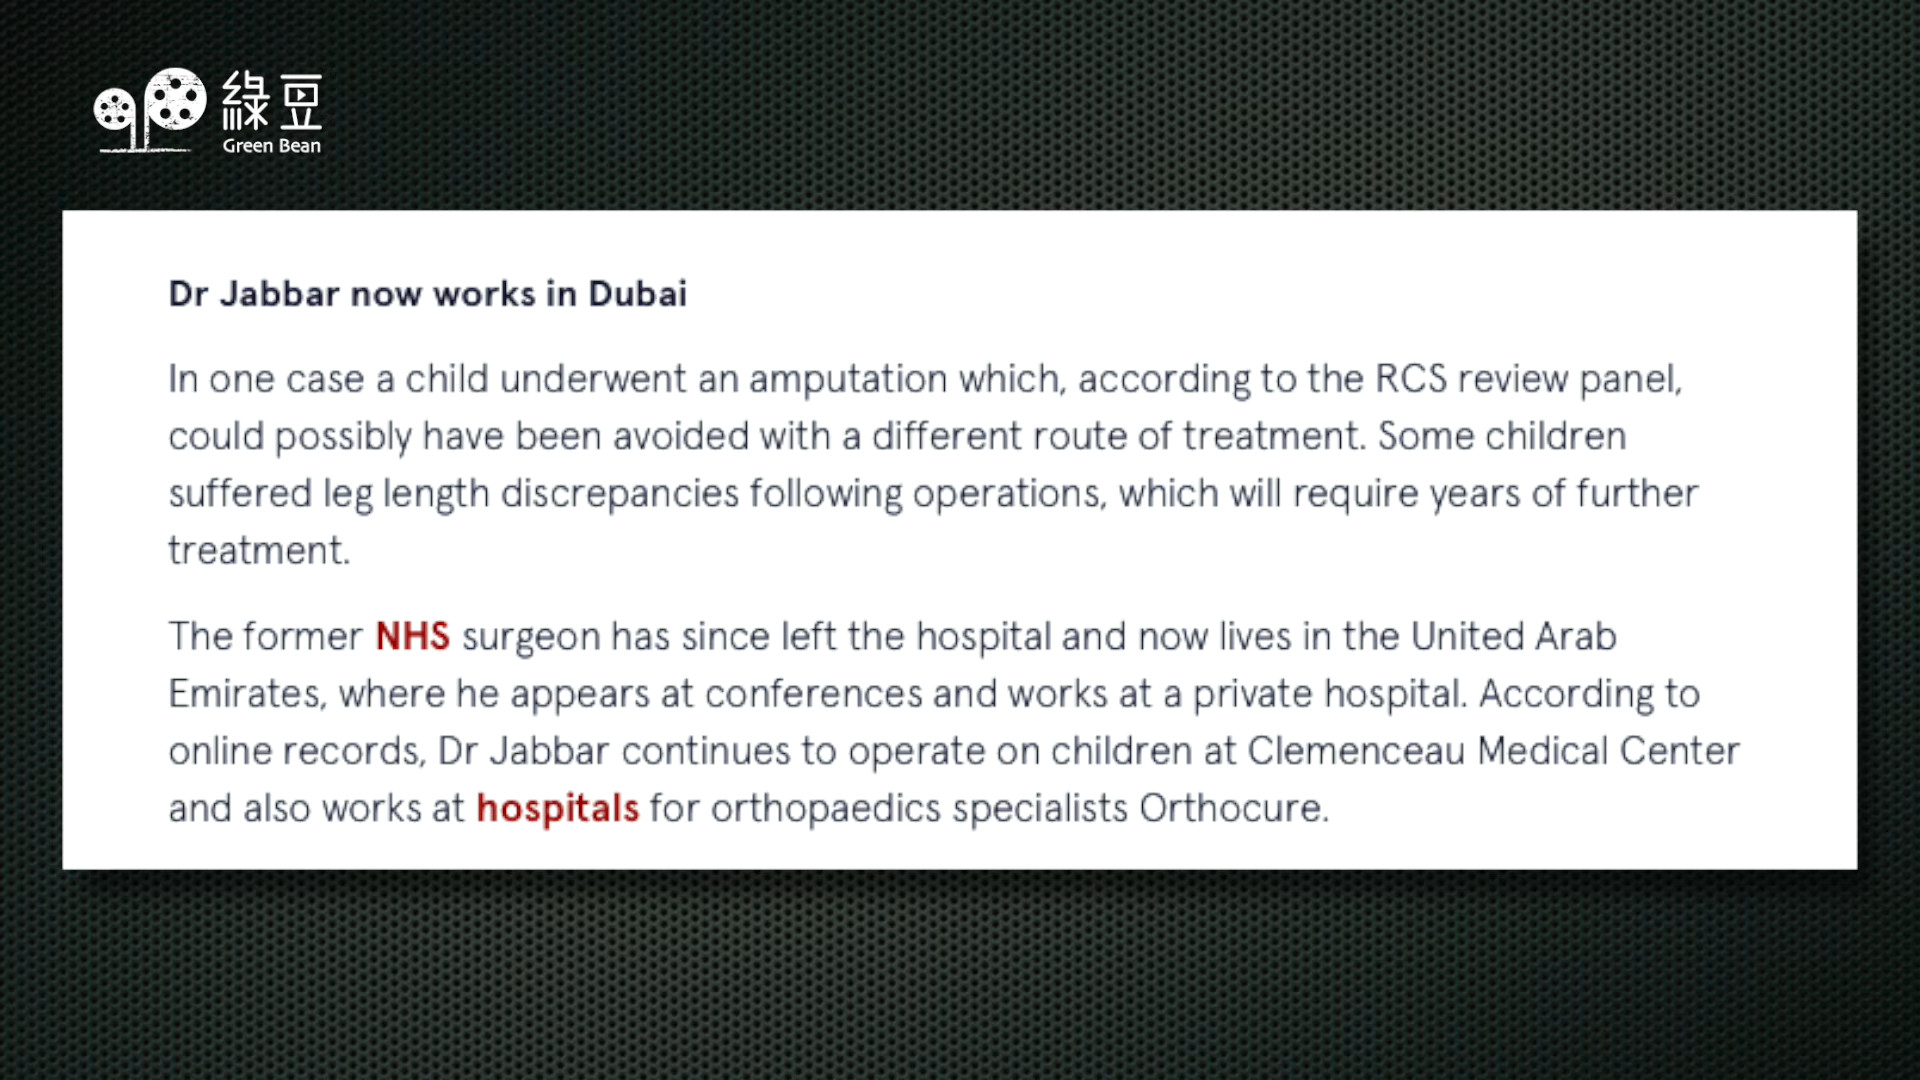 綠豆
Green Bean
Dr Jabbar now works in Dubai
In one case a child underwent an amputation which, according to the RCS review panel,
could possibly have been avoided with a different route of treatment. Some children
suffered leg length discrepancies following operations, which will require years of further
treatment.
The former NHS surgeon has since left the hospital and now lives in the United Arab
Emirates, where he appears at conferences and works at a private hospital. According to
online records, Dr Jabbar continues to operate on children at Clemenceau Medical Center
and also works at hospitals for orthopaedics specialists Orthocure.